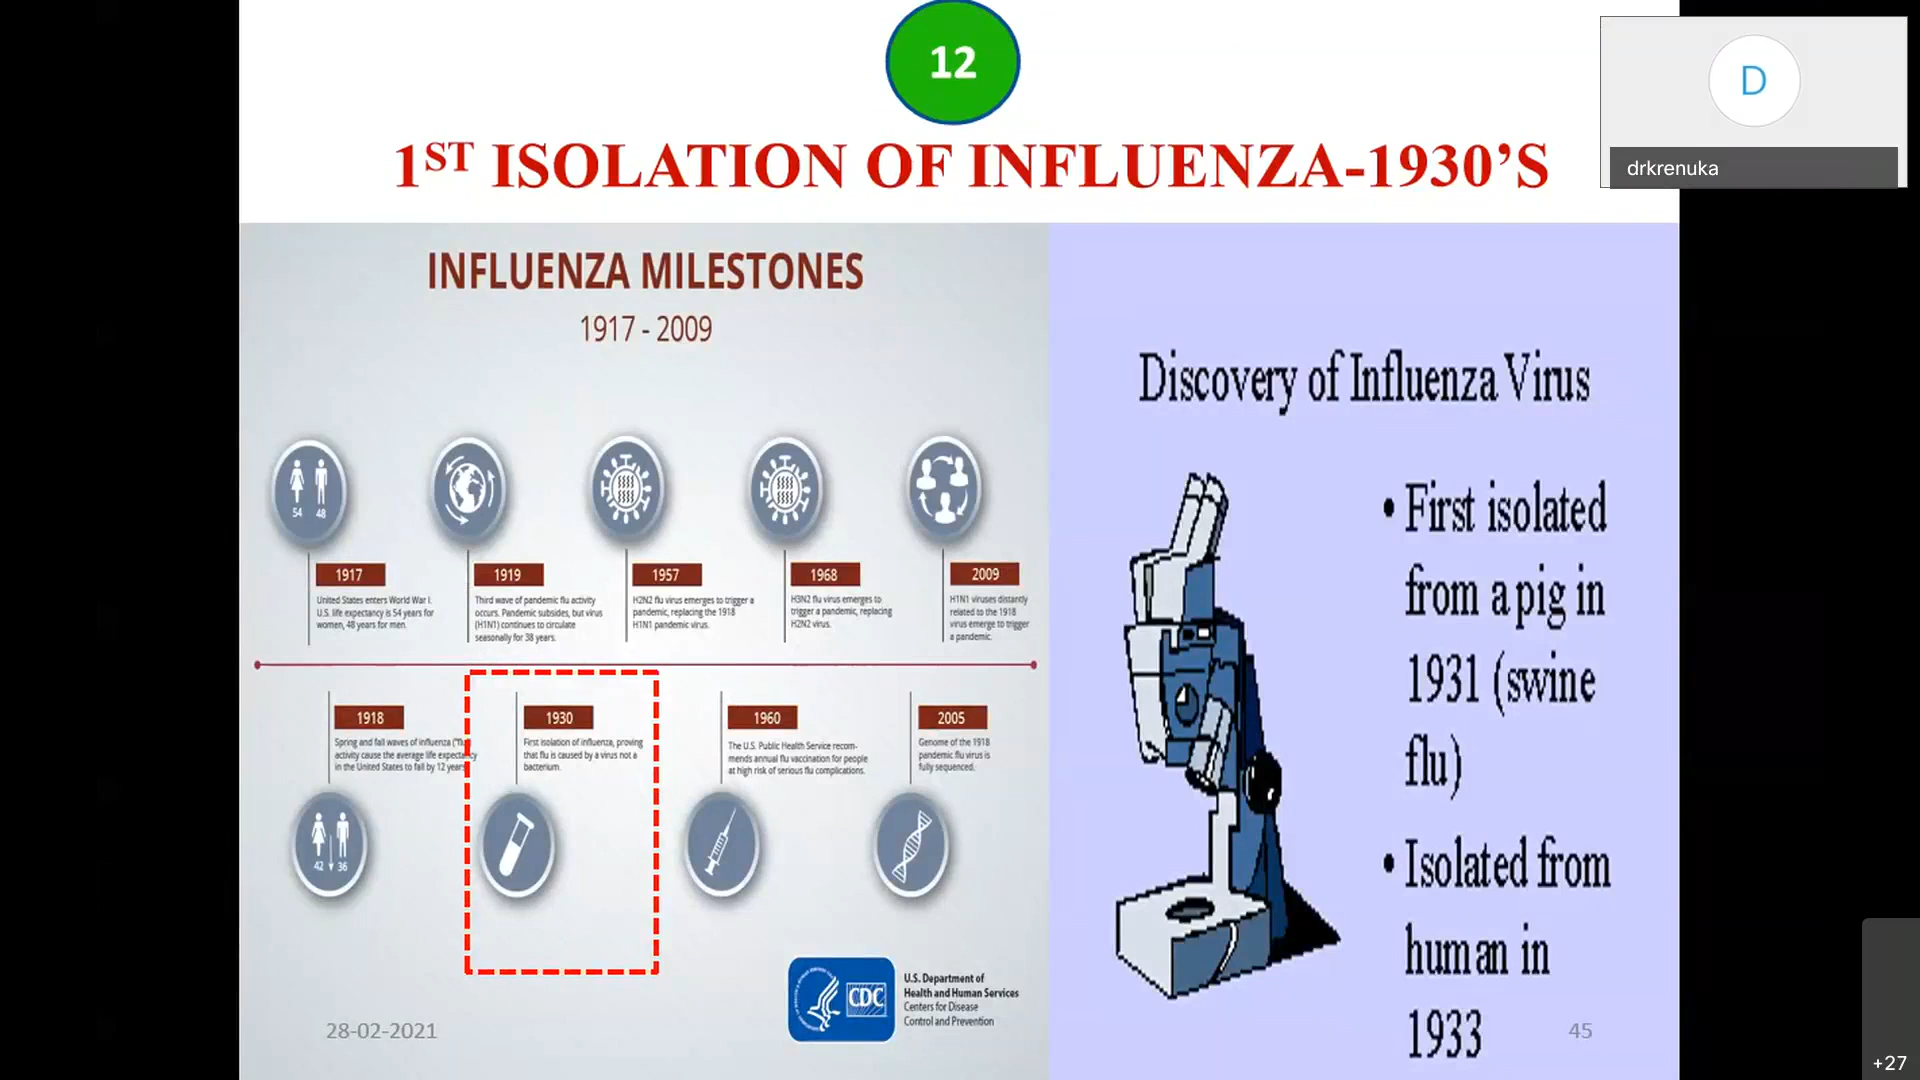 12
D
drkrenuka
1ST ISOLATION OF INFLUENZA-1930'S
INFLUENZA MILESTONES
1917 - 2009
54 48
1917
United States enters World War I.
U.S. life expectancy is 54 years for
women, 48 years for men.
1919
Third wave of pandemic flu activity
occurs. Pandemic subsides, but virus
(H1N1) continues to circulate
seasonally for 38 years.
1957
H2N2 flu virus emerges to trigger a
pandemic, replacing the 1918
H1N1 pandemic virus.
1968
H3N2 flu virus emerges to
trigger a pandemic, replacing
H2N2 virus.
2009
H1N1 viruses distantly
related to the 1918
virus emerge to trigger
a pandemic.
1918
Spring and fall waves of influenza ("flu)
activity cause the average life expectancy
in the United States to fall by 12 years
42 36
1930
First isolation of influenza, proving
that flu is caused by a virus not a
bacterium.
1960
The U.S. Public Health Service recom-
mends annual flu vaccination for people
at high risk of serious flu complications.
2005
Genome of the 1918
pandemic flu virus is
fully sequenced.
CDC
U.S. Department of
Health and Human Services
Centers for Disease
Control and Prevention
28-02-2021
Discovery of Influenza Virus
• First isolated
from a pig in
1931 (swine
flu)
• Isolated from
human in
1933
45
+27